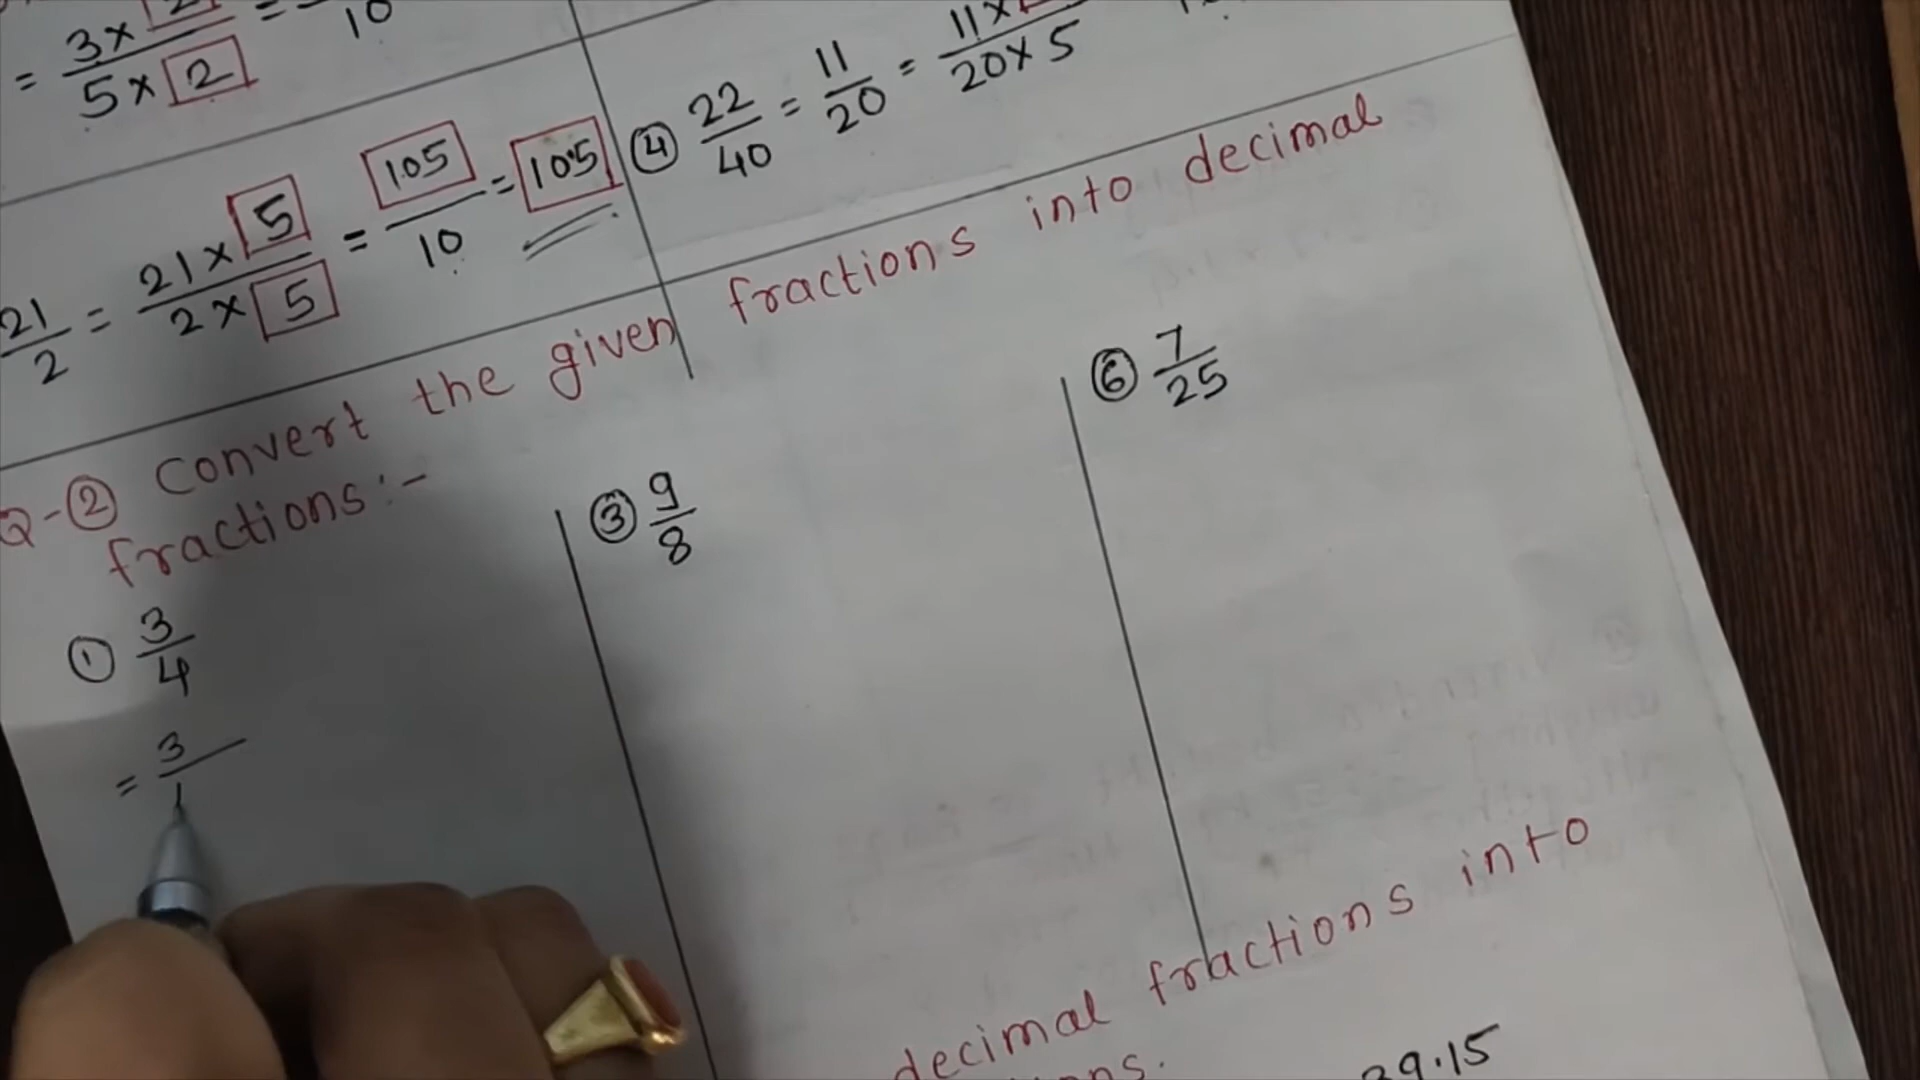 = 3 × 2 / 5 × 2 = / 10
④ 22/40 = 11/20 = 11 × / 20 × 5
21/2 = 21 × 5 / 2 × 5 = 105/10 = 10.5
Q-② Convert the given fractions into decimal
fractions:-
① 3/4
= 3/
③ 9/8
⑥ 7/25
decimal fractions into
39.15